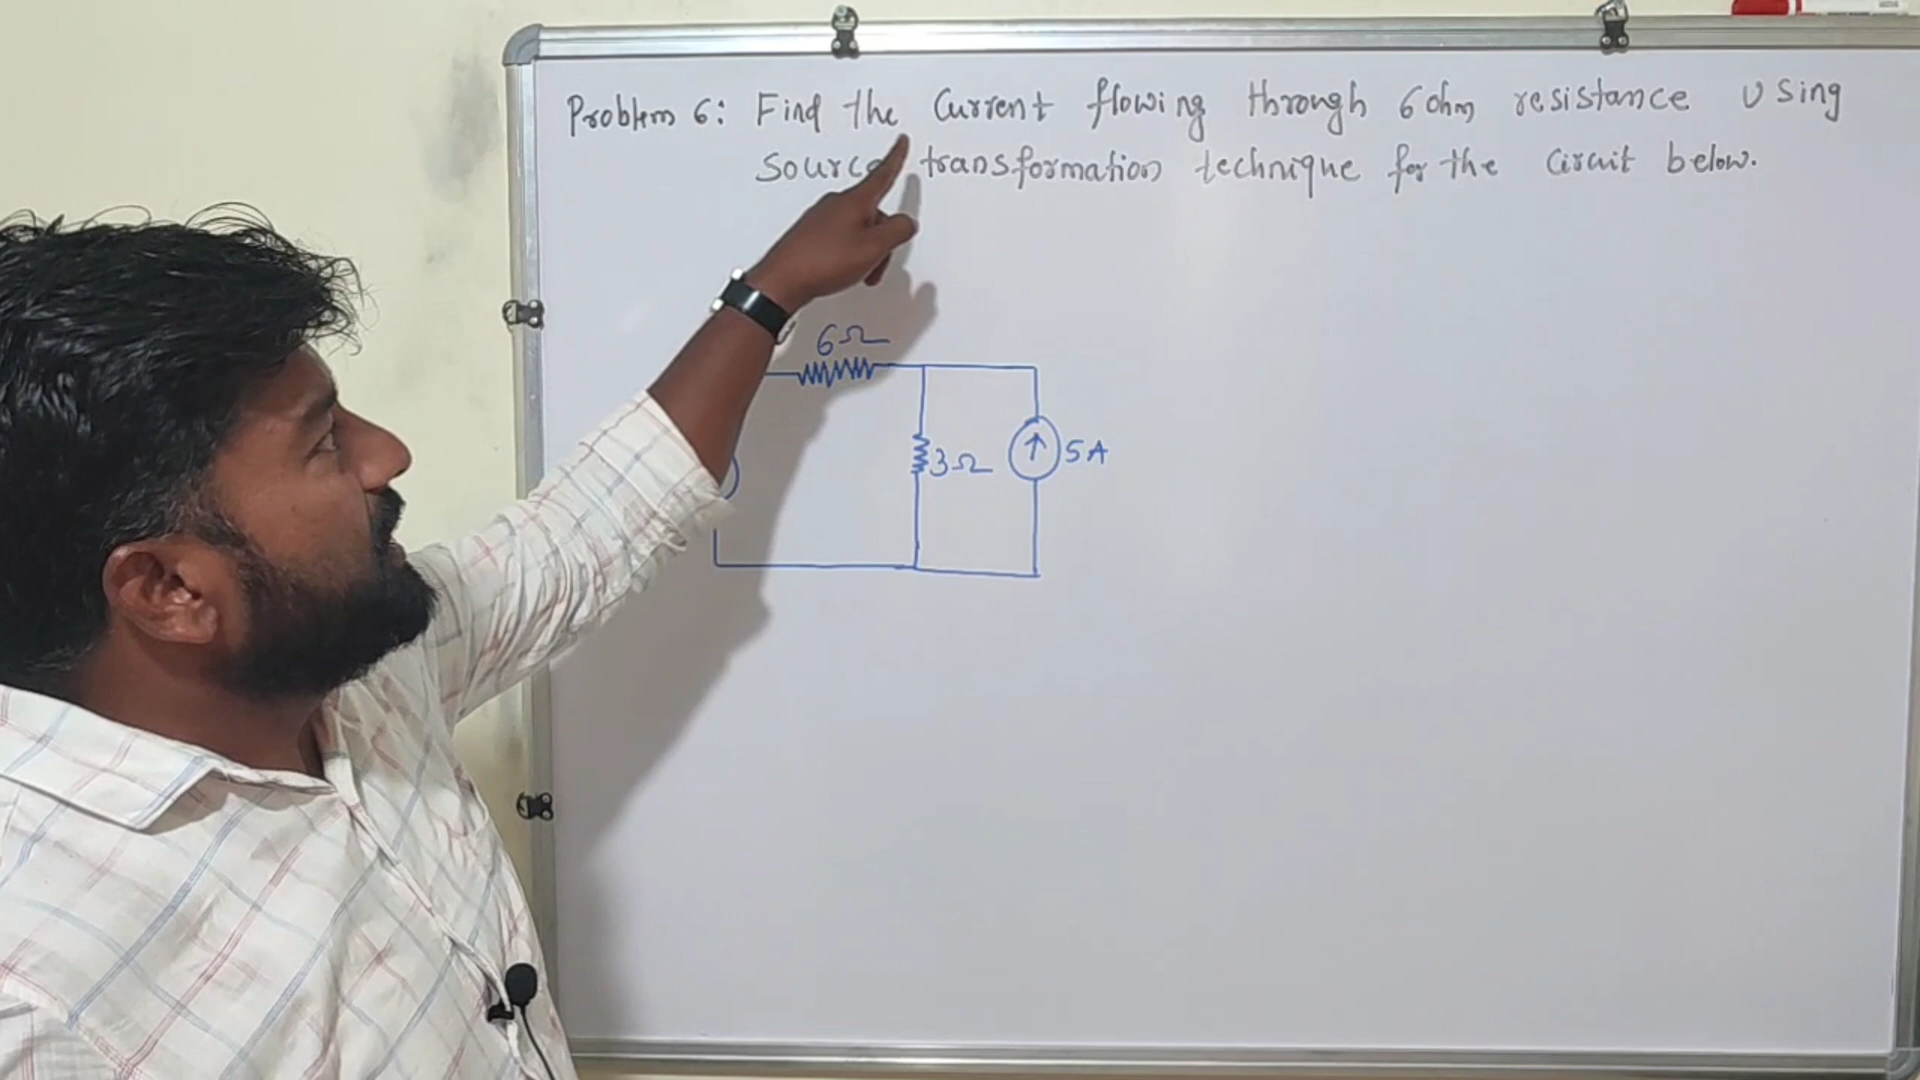 Problem 6: Find the Current flowing through 6 ohm resistance using
source transformation technique for the circuit below.
6Ω
3Ω
5A